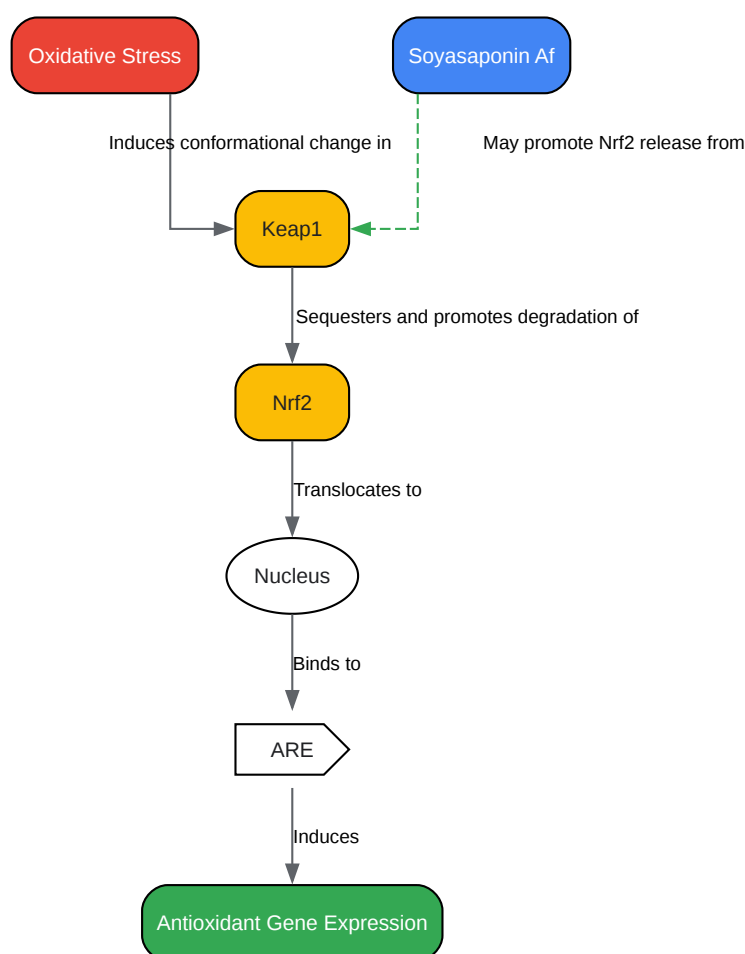 Oxidative Stress
Soyasaponin Af
Induces conformational change in
May promote Nrf2 release from
Keap1
Sequesters and promotes degradation of
Nrf2
Translocates to
Nucleus
Binds to
ARE
Induces
Antioxidant Gene Expression